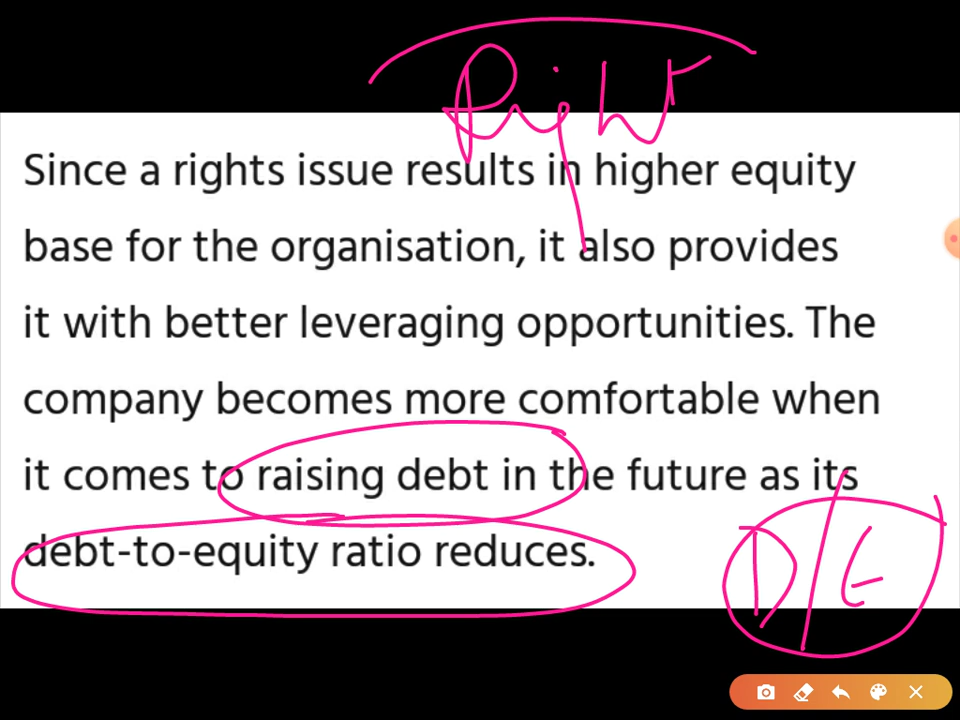 Right
Since a rights issue results in higher equity
base for the organisation, it also provides
it with better leveraging opportunities. The
company becomes more comfortable when
it comes to raising debt in the future as its
debt-to-equity ratio reduces.
D/E